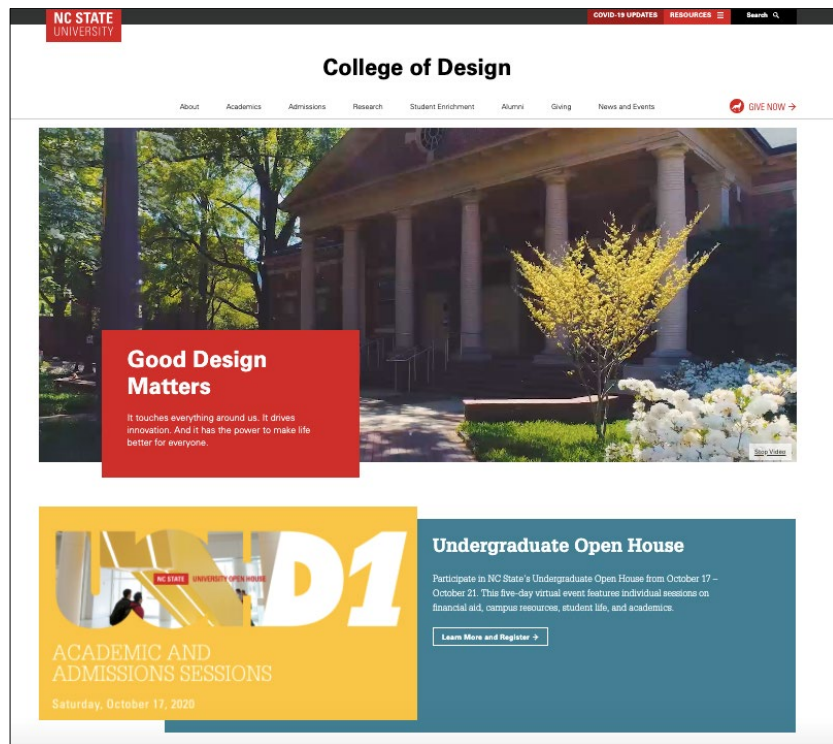 NC STATE
UNIVERSITY
COVID-19 UPDATES RESOURCES Search
College of Design
About Academics Admissions Research Student Enrichment Alumni Giving News and Events GIVE NOW
Good Design
Matters
It touches everything around us. It drives
innovation. And it has the power to make life
better for everyone.
Stop Video
D1
NC STATE UNIVERSITY OPEN HOUSE
ACADEMIC AND
ADMISSIONS SESSIONS
Saturday, October 17, 2020
Undergraduate Open House
Participate in NC State's Undergraduate Open House from October 17 –
October 21. This five-day virtual event features individual sessions on
financial aid, campus resources, student life, and academics.
Learn More and Register →